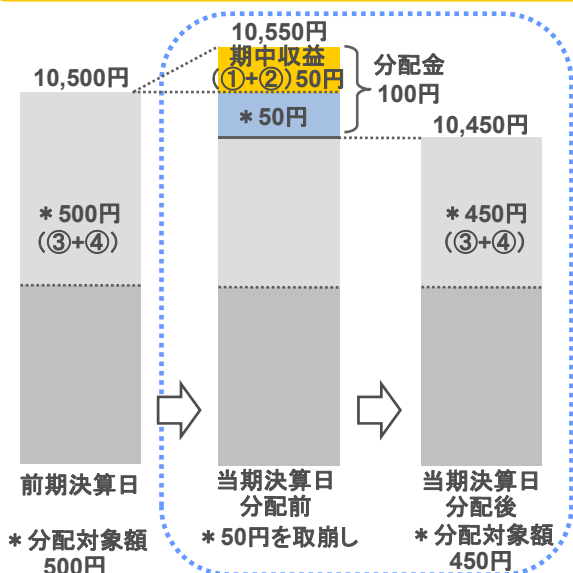 10,550円
期中収益
(①+②)50円
分配金
100円
10,500円
＊50円
10,450円
＊500円
(③+④)
＊450円
(③+④)
前期決算日
当期決算日
分配前
当期決算日
分配後
＊分配対象額
500円
＊50円を取崩し
＊分配対象額
450円